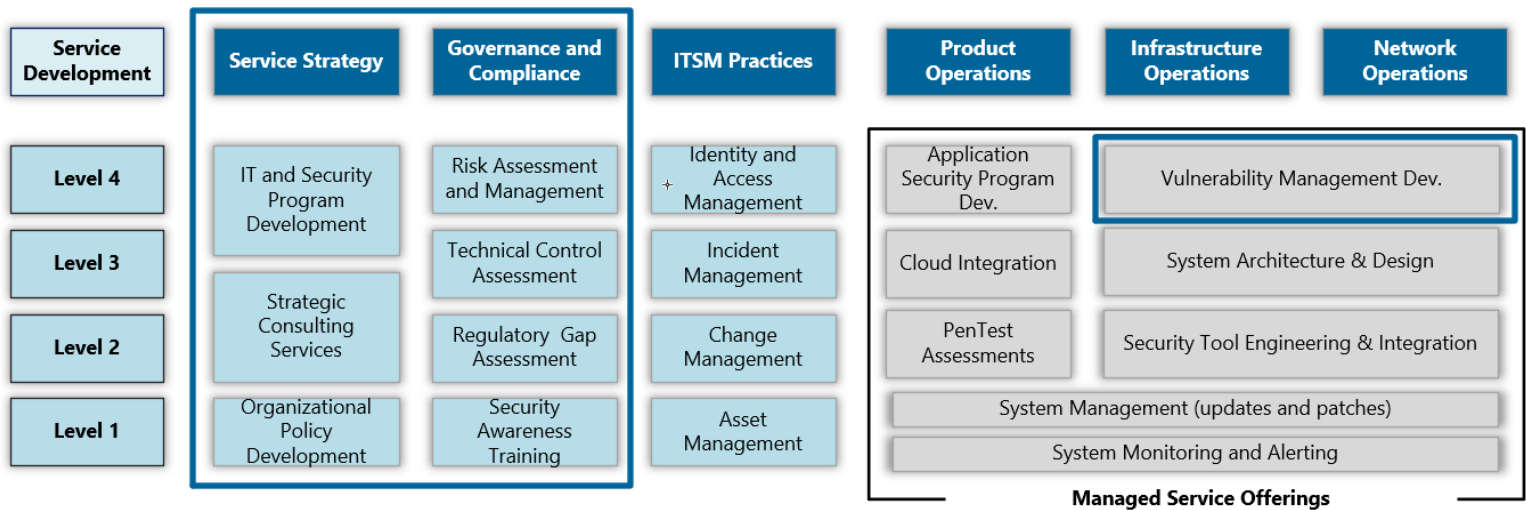 Service
Development
Service Strategy
Governance and
Compliance
ITSM Practices
Product
Operations
Infrastructure
Operations
Network
Operations
Level 4
IT and Security
Program
Development
Risk Assessment
and Management
Identity and
Access
Management
Application
Security Program
Dev.
Vulnerability Management Dev.
Level 3
Technical Control
Assessment
Incident
Management
Cloud Integration
System Architecture & Design
Level 2
Strategic
Consulting
Services
Regulatory Gap
Assessment
Change
Management
PenTest
Assessments
Security Tool Engineering & Integration
Level 1
Organizational
Policy
Development
Security
Awareness
Training
Asset
Management
System Management (updates and patches)
System Monitoring and Alerting
Managed Service Offerings